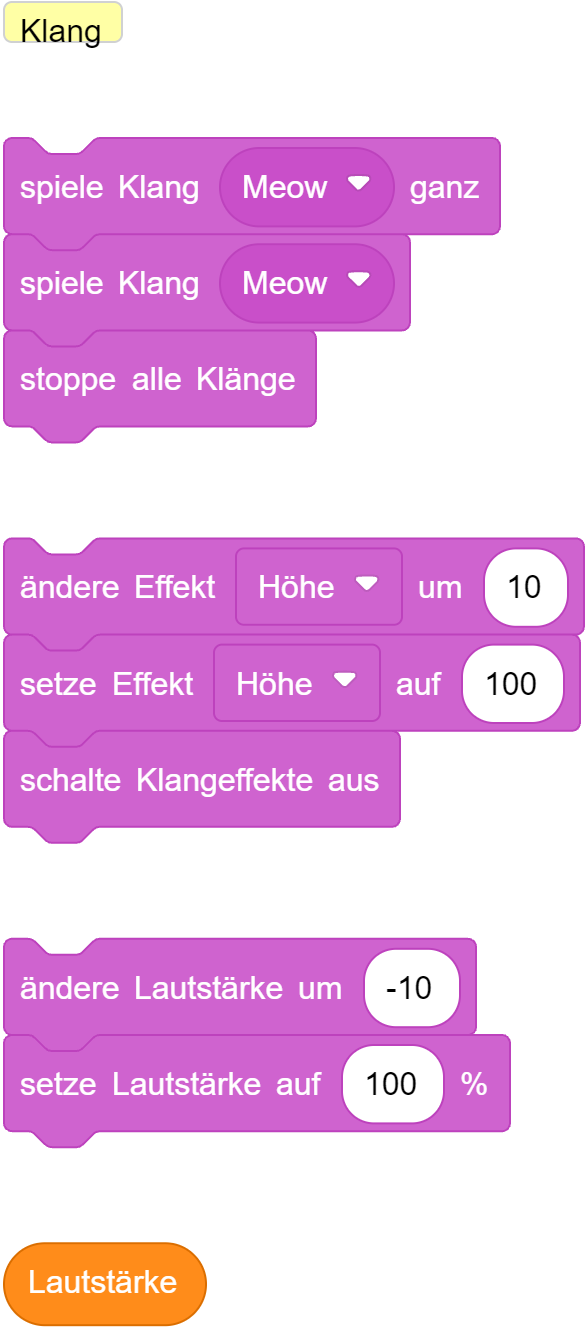 Klang
spiele Klang Meow ganz
spiele Klang Meow
stoppe alle Klänge
ändere Effekt Höhe um 10
setze Effekt Höhe auf 100
schalte Klangeffekte aus
ändere Lautstärke um -10
setze Lautstärke auf 100 %
Lautstärke